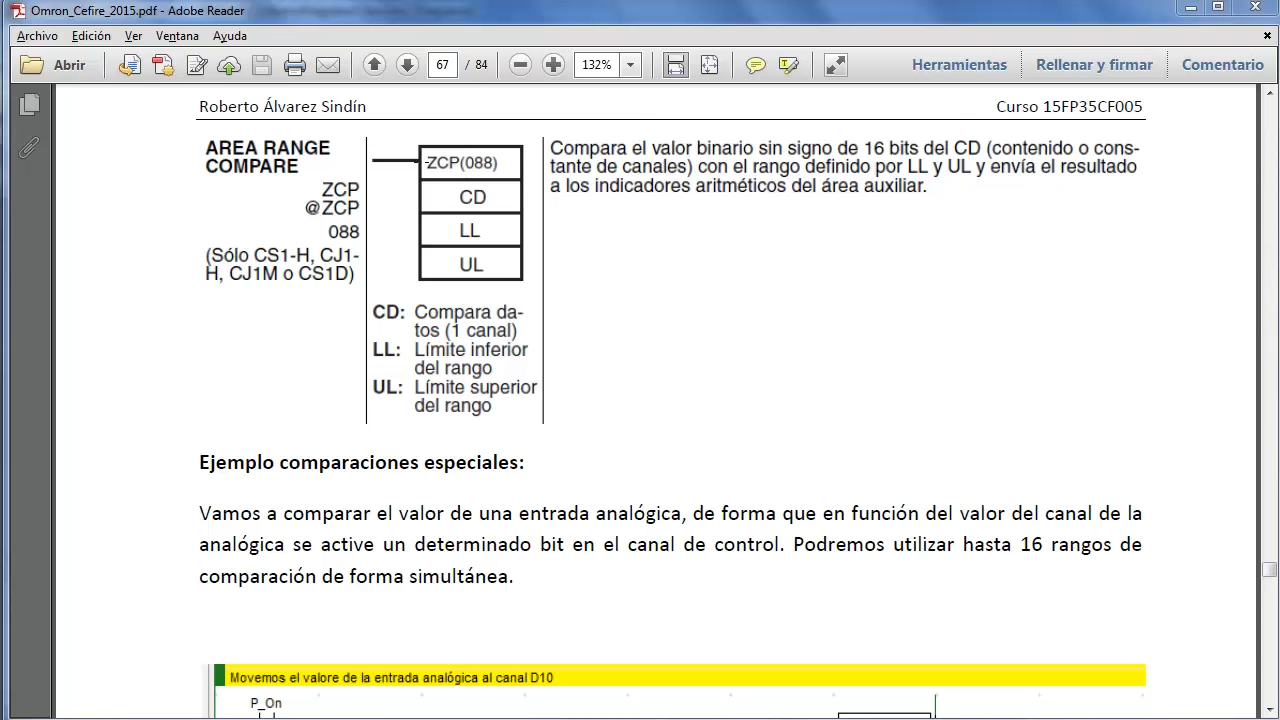 Omron_Cefire_2015.pdf - Adobe Reader
Archivo Edición Ver Ventana Ayuda
Abrir 67 / 84 132% Herramientas Rellenar y firmar Comentario
Roberto Álvarez Sindín Curso 15FP35CF005
AREA RANGE
COMPARE
ZCP
@ZCP
088
(Sólo CS1-H, CJ1-
H, CJ1M o CS1D)
ZCP(088)
CD
LL
UL
CD: Compara da-
tos (1 canal)
LL: Límite inferior
del rango
UL: Límite superior
del rango
Compara el valor binario sin signo de 16 bits del CD (contenido o cons-
tante de canales) con el rango definido por LL y UL y envía el resultado
a los indicadores aritméticos del área auxiliar.
Ejemplo comparaciones especiales:
Vamos a comparar el valor de una entrada analógica, de forma que en función del valor del canal de la
analógica se active un determinado bit en el canal de control. Podremos utilizar hasta 16 rangos de
comparación de forma simultánea.
Movemos el valore de la entrada analógica al canal D10
P_On